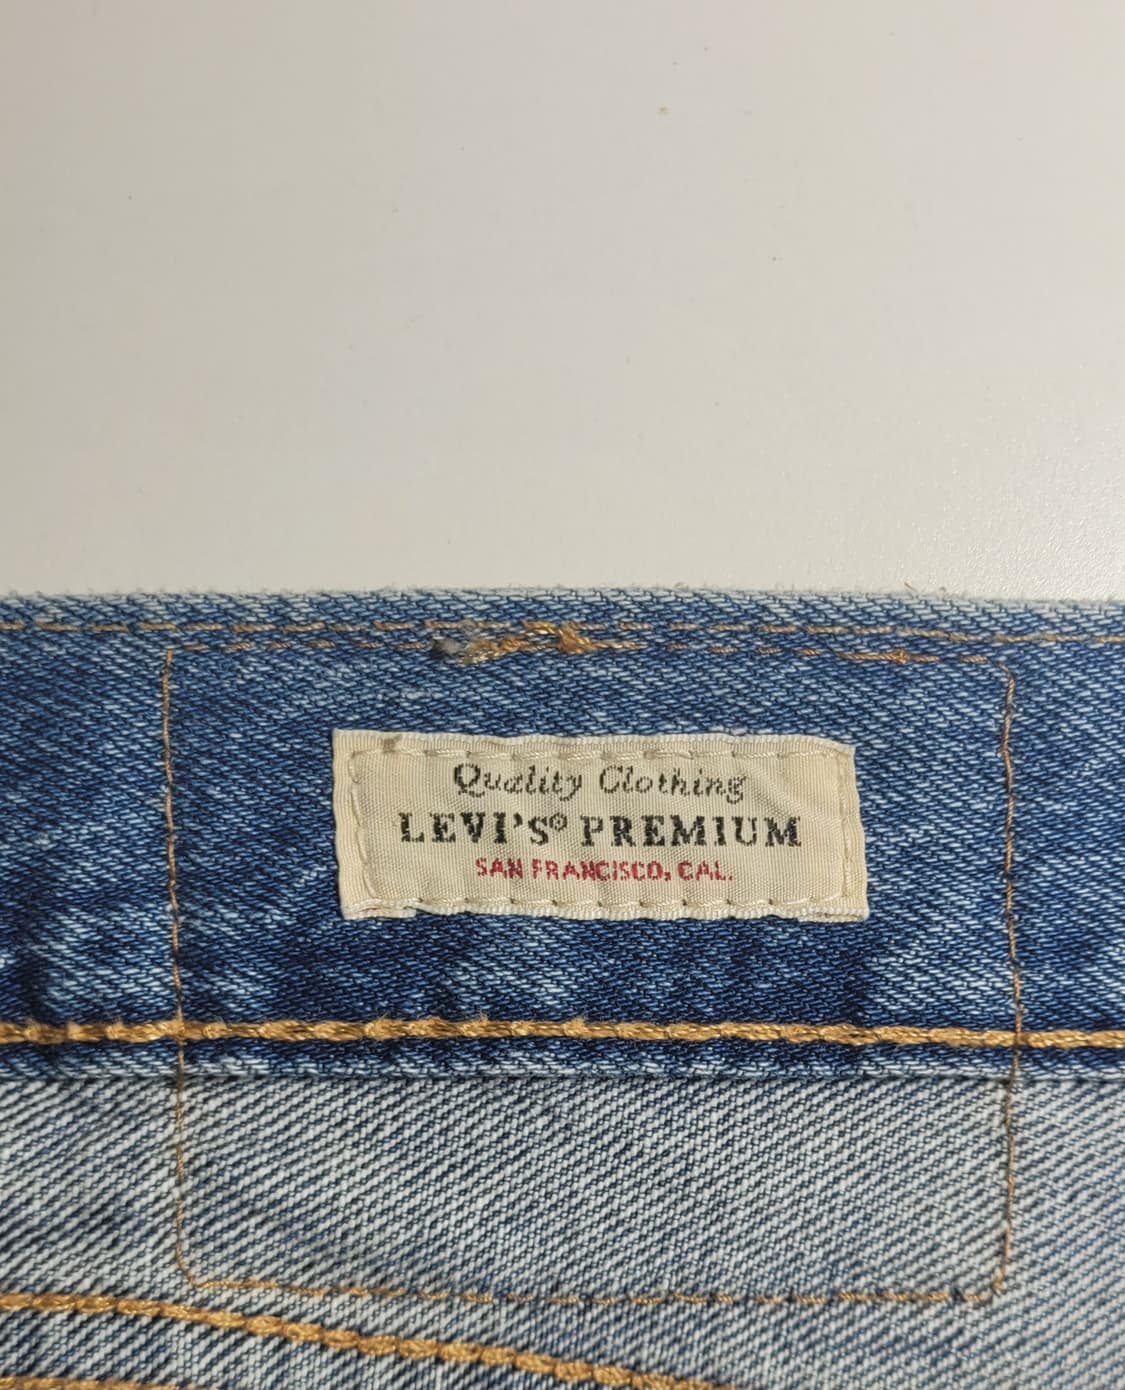 Quality Clothing
LEVI'S® PREMIUM
SAN FRANCISCO, CAL.